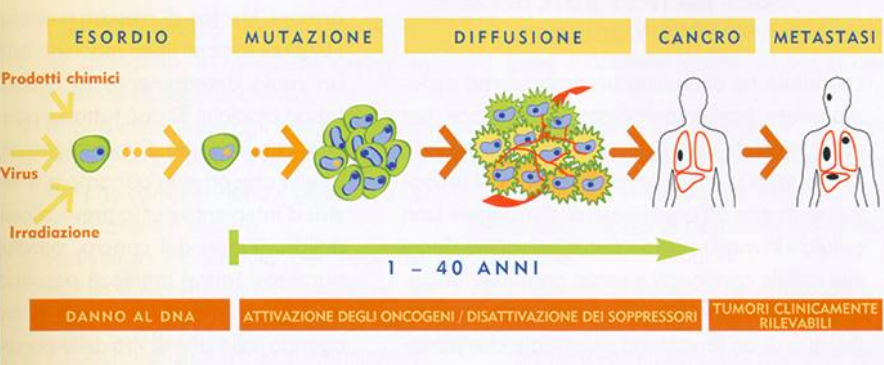 ESORDIO
MUTAZIONE
DIFFUSIONE
CANCRO
METASTASI
Prodotti chimici
Virus
Irradiazione
1 – 40 ANNI
DANNO AL DNA
ATTIVAZIONE DEGLI ONCOGENI / DISATTIVAZIONE DEI SOPPRESSORI
TUMORI CLINICAMENTE
RILEVABILI